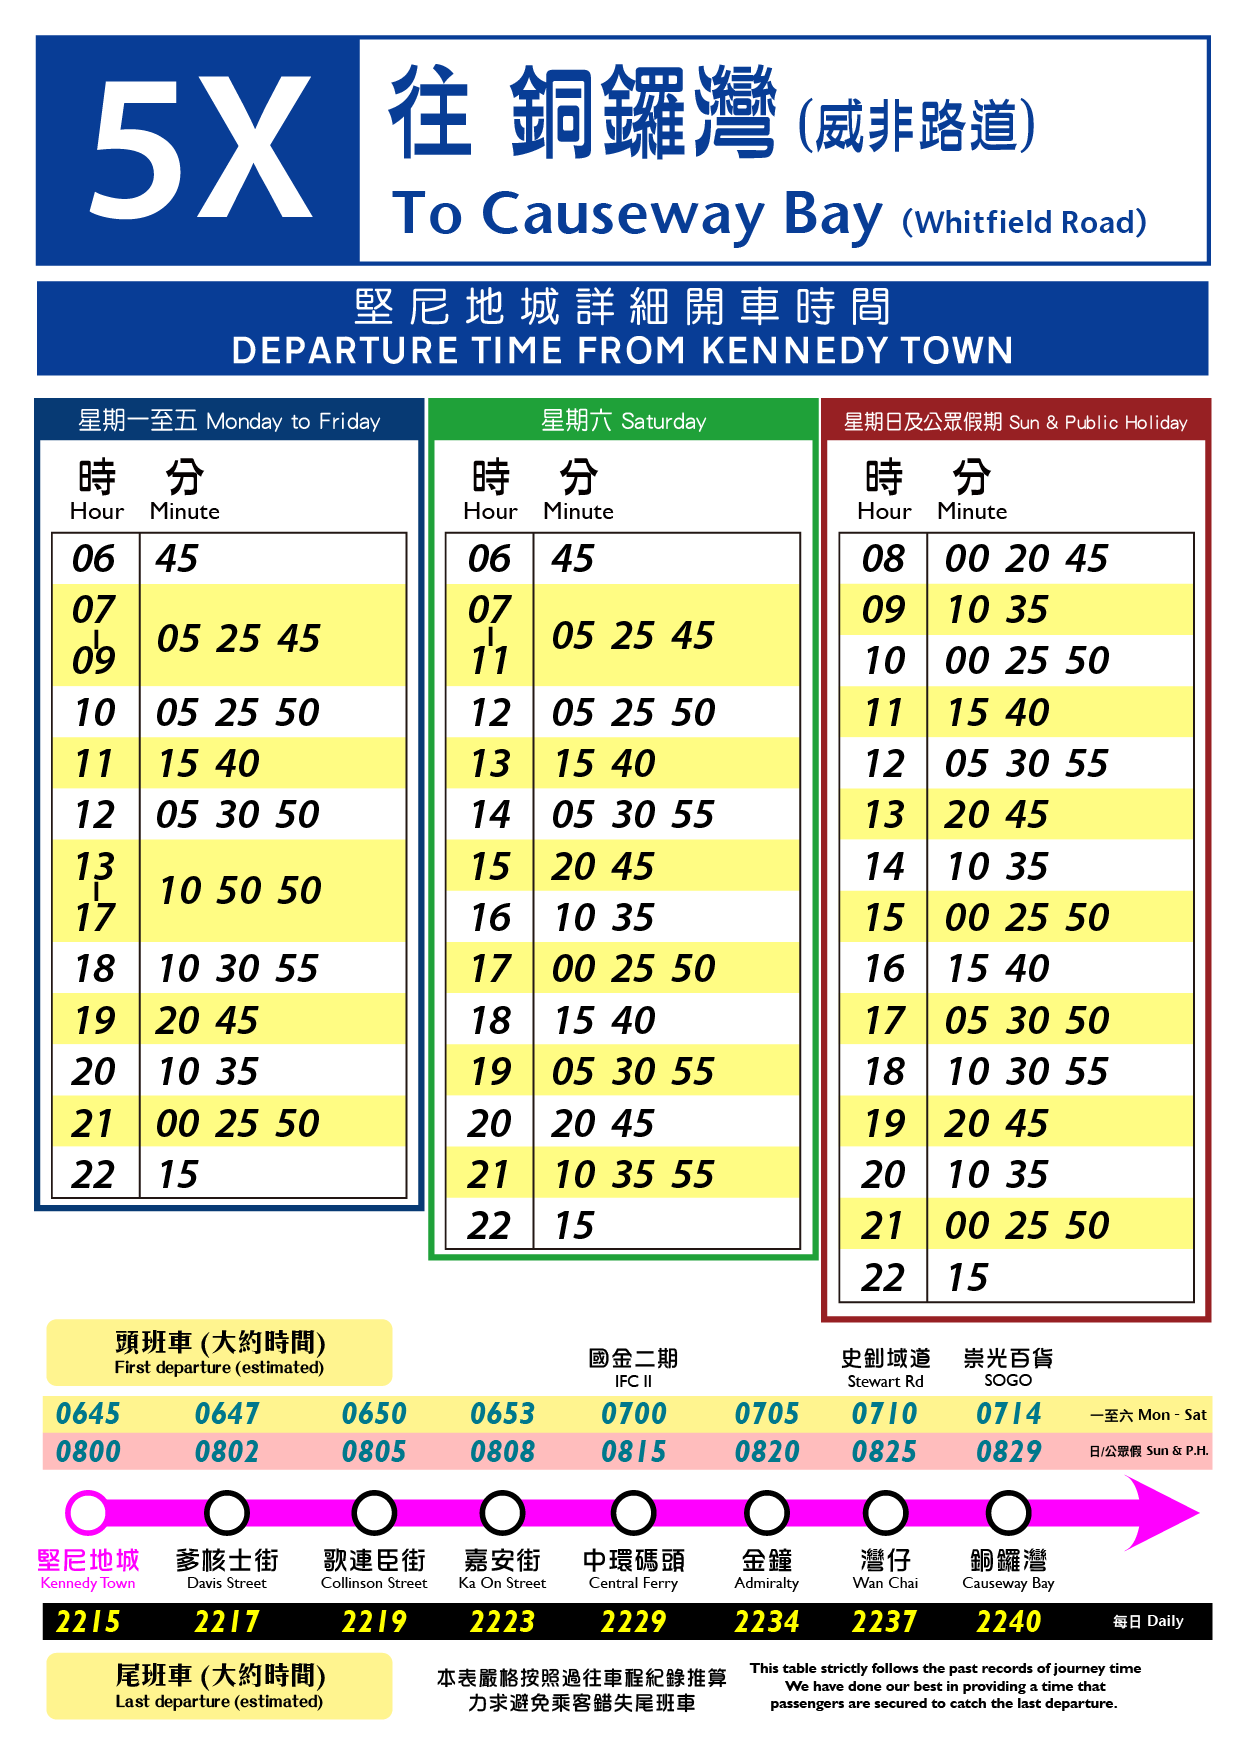 5X
往 銅鑼灣 (威非路道)
To Causeway Bay (Whitfield Road)
堅尼地城詳細開車時間
DEPARTURE TIME FROM KENNEDY TOWN
星期一至五 Monday to Friday
時 分
Hour Minute
06 45
07
|
09
05 25 45
10 05 25 50
11 15 40
12 05 30 50
13
|
17
10 50 50
18 10 30 55
19 20 45
20 10 35
21 00 25 50
22 15
星期六 Saturday
時 分
Hour Minute
06 45
07
|
11
05 25 45
12 05 25 50
13 15 40
14 05 30 55
15 20 45
16 10 35
17 00 25 50
18 15 40
19 05 30 55
20 20 45
21 10 35 55
22 15
星期日及公眾假期 Sun & Public Holiday
時 分
Hour Minute
08 00 20 45
09 10 35
10 00 25 50
11 15 40
12 05 30 55
13 20 45
14 10 35
15 00 25 50
16 15 40
17 05 30 50
18 10 30 55
19 20 45
20 10 35
21 00 25 50
22 15
頭班車 (大約時間)
First departure (estimated)
國金二期 史釗域道 崇光百貨
IFC II Stewart Rd SOGO
0645 0647 0650 0653 0700 0705 0710 0714 一至六 Mon - Sat
0800 0802 0805 0808 0815 0820 0825 0829 日/公眾假 Sun & P.H.
堅尼地城 爹核士街 歌連臣街 嘉安街 中環碼頭 金鐘 灣仔 銅鑼灣
Kennedy Town Davis Street Collinson Street Ka On Street Central Ferry Admiralty Wan Chai Causeway Bay
2215 2217 2219 2223 2229 2234 2237 2240 每日 Daily
尾班車 (大約時間)
Last departure (estimated)
本表嚴格按照過往車程紀錄推算
力求避免乘客錯失尾班車
This table strictly follows the past records of journey time
We have done our best in providing a time that
passengers are secured to catch the last departure.